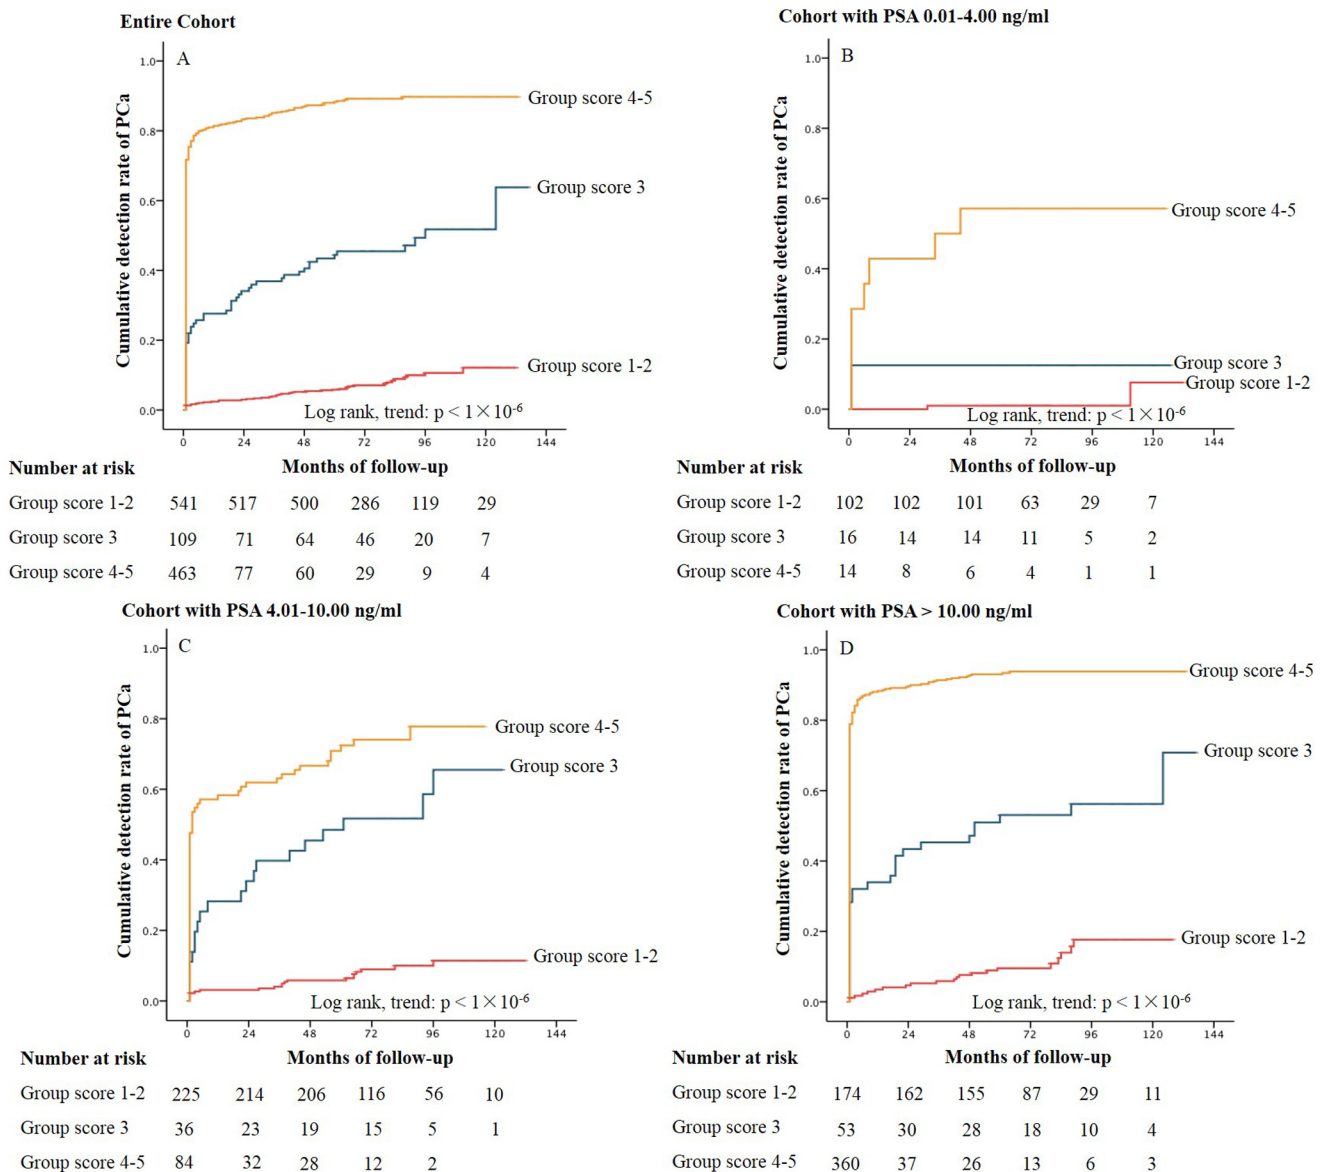 Entire Cohort
A
Cumulative detection rate of PCa
1.0
0.8
0.6
0.4
0.2
0.0
Group score 4-5
Group score 3
Group score 1-2
Log rank, trend: p < 1×10-6
0 24 48 72 96 120 144
Number at risk Months of follow-up
Group score 1-2 541 517 500 286 119 29
Group score 3 109 71 64 46 20 7
Group score 4-5 463 77 60 29 9 4
Cohort with PSA 0.01-4.00 ng/ml
B
Cumulative detection rate of PCa
1.0
0.8
0.6
0.4
0.2
0.0
Group score 4-5
Group score 3
Group score 1-2
Log rank, trend: p < 1×10-6
0 24 48 72 96 120 144
Number at risk Months of follow-up
Group score 1-2 102 102 101 63 29 7
Group score 3 16 14 14 11 5 2
Group score 4-5 14 8 6 4 1 1
Cohort with PSA 4.01-10.00 ng/ml
C
Cumulative detection rate of PCa
1.0
0.8
0.6
0.4
0.2
0.0
Group score 4-5
Group score 3
Group score 1-2
Log rank, trend: p < 1×10-6
0 24 48 72 96 120 144
Number at risk Months of follow-up
Group score 1-2 225 214 206 116 56 10
Group score 3 36 23 19 15 5 1
Group score 4-5 84 32 28 12 2
Cohort with PSA > 10.00 ng/ml
D
Cumulative detection rate of PCa
1.0
0.8
0.6
0.4
0.2
0.0
Group score 4-5
Group score 3
Group score 1-2
Log rank, trend: p < 1×10-6
0 24 48 72 96 120 144
Number at risk Months of follow-up
Group score 1-2 174 162 155 87 29 11
Group score 3 53 30 28 18 10 4
Group score 4-5 360 37 26 13 6 3